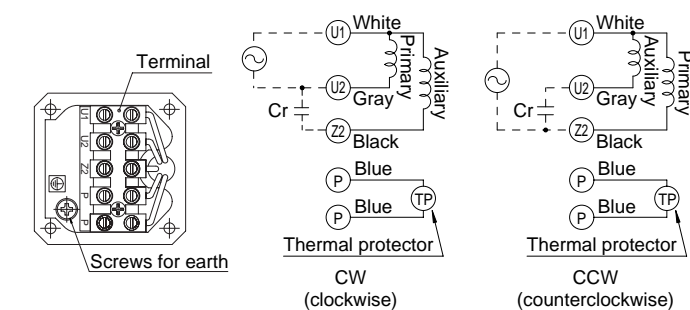 Terminal
U1
U2
Z2
P
P
Screws for earth
U1
White
Primary
Auxiliary
U2
Gray
Cr
Z2
Black
P
Blue
P
Blue
TP
Thermal protector
CW
(clockwise)
U1
White
Auxiliary
Primary
U2
Gray
Cr
Z2
Black
P
Blue
P
Blue
TP
Thermal protector
CCW
(counterclockwise)